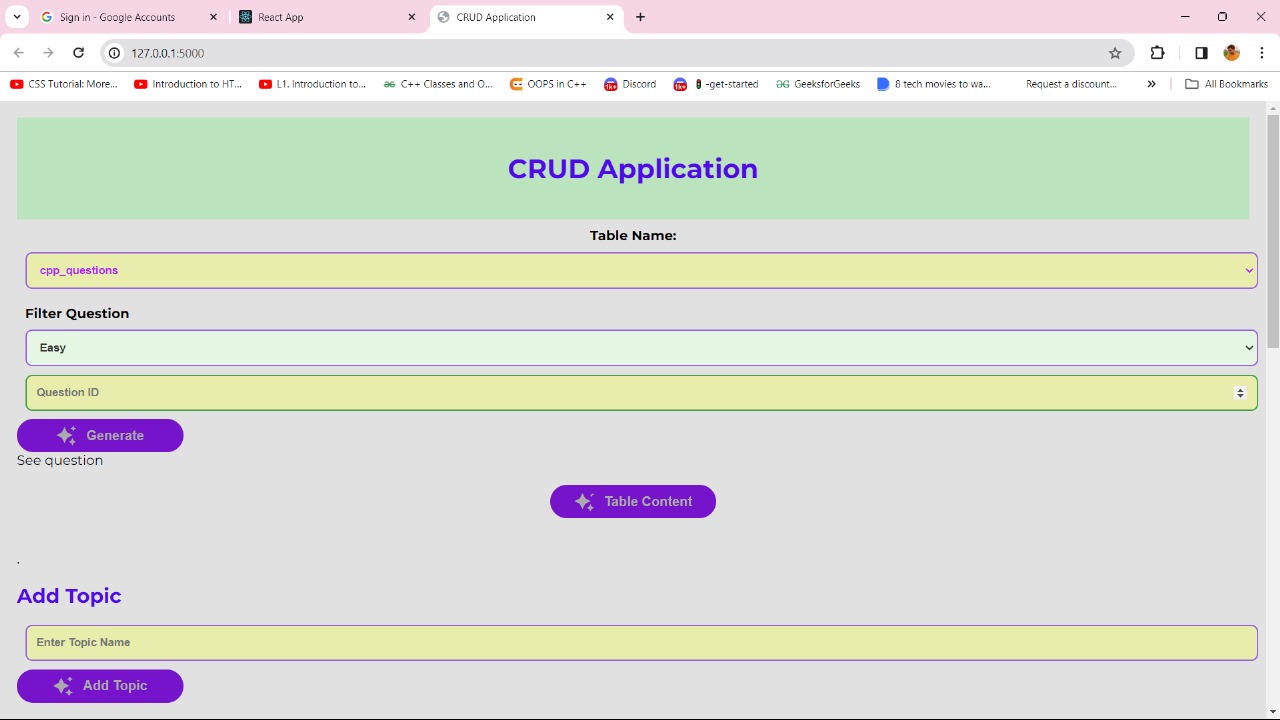 Sign in - Google Accounts React App CRUD Application
127.0.0.1:5000
CSS Tutorial: More... Introduction to HT... L1. Introduction to... C++ Classes and O... OOPS in C++ 1k+ Discord 1k+ -get-started GeeksforGeeks 8 tech movies to wa... Request a discount... » All Bookmarks
CRUD Application
Table Name:
cpp_questions
Filter Question
Easy
Question ID
Generate
See question
Table Content
.
Add Topic
Enter Topic Name
Add Topic